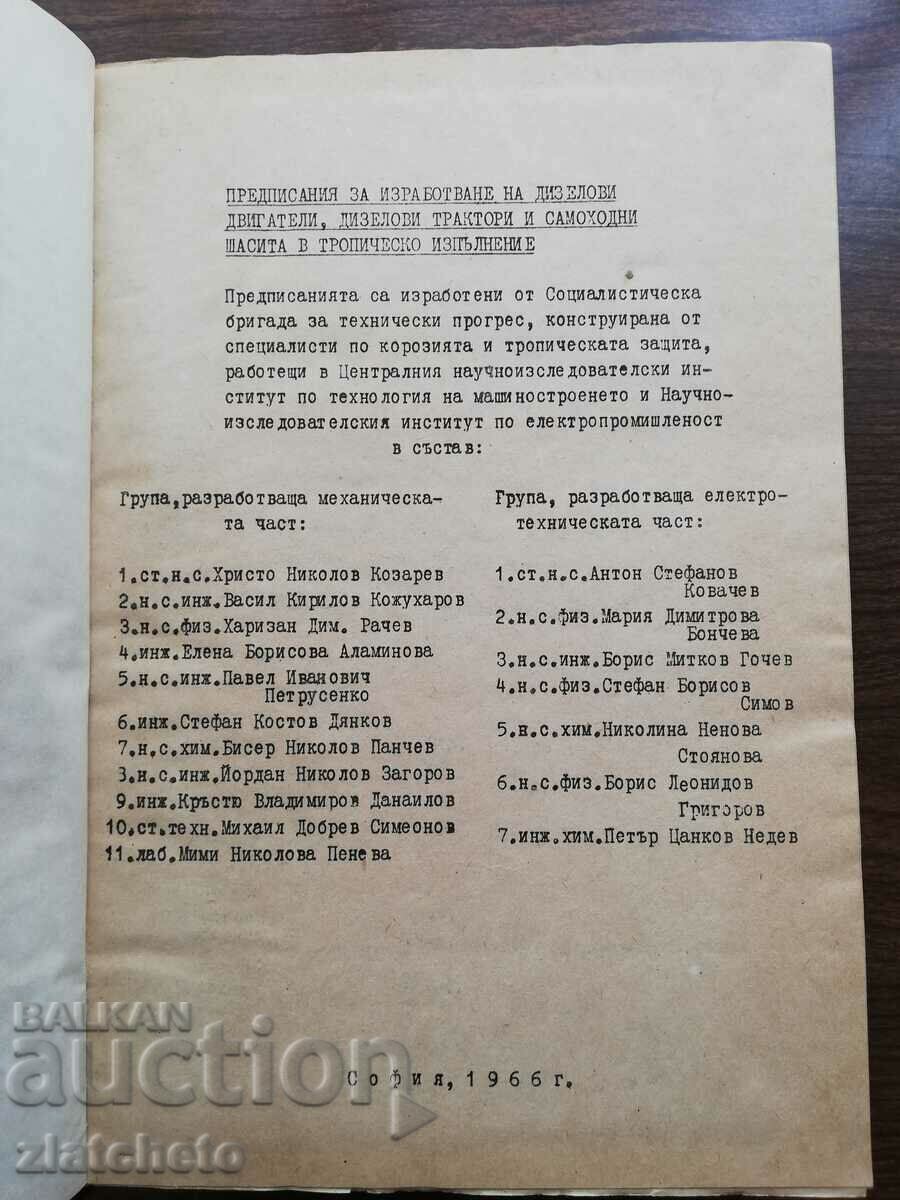 ПРЕДПИСАНИЯ ЗА ИЗРАБОТВАНЕ НА ДИЗЕЛОВИ
ДВИГАТЕЛИ, ДИЗЕЛОВИ ТРАКТОРИ И САМОХОДНИ
ШАСИТА В ТРОПИЧЕСКО ИЗПЪЛНЕНИЕ
Предписанията са изработени от Социалистическа
бригада за технически прогрес, конструирана от
специалисти по корозията и тропическата защита,
работещи в Централния научноизследователски ин-
ститут по технология на машиностроенето и Научно-
изследователския институт по електропромишленост
в състав:
Група,разработваща механическа-
та част:
1.ст.н.с.Христо Николов Козарев
2.н.с.инж.Васил Кирилов Кожухаров
3.н.с.физ.Харизан Дим. Рачев
4.инж.Елена Борисова Аламинова
5.н.с.инж.Павел Иванович
Петрусенко
6.инж.Стефан Костов Дянков
7.н.с.хим.Бисер Николов Панчев
3.н.с.инж.Йордан Николов Загоров
9.инж.Кръстю Владимиров Данаилов
10.ст.техн.Михаил Добрев Симеонов
11.лаб.Мими Николова Пенева
Група, разработваща електро-
техническата част:
1.ст.н.с.Антон Стефанов
Ковачев
2.н.с.физ.Мария Димитрова
Бончева
3.н.с.инж.Борис Митков Гочев
4.н.с.физ.Стефан Борисов
Симов
5.н.с.хим.Николина Ненова
Стоянова
6.н.с.физ.Борис Леонидов
Григоров
7.инж.хим.Петър Цанков Недев
София, 1966г.
BALKAN
auction
zlatcheto